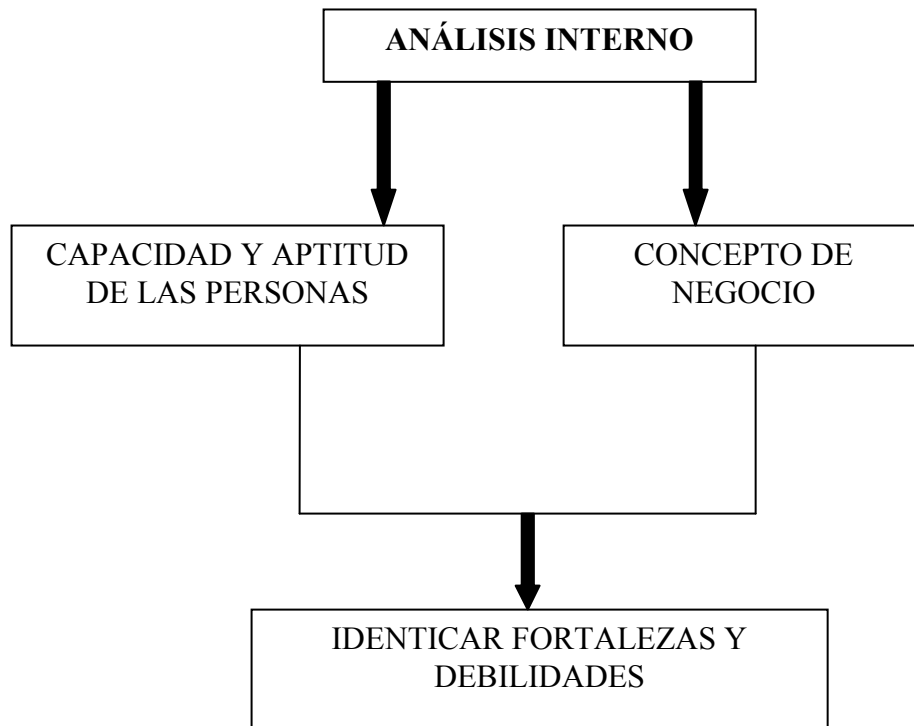 ANÁLISIS INTERNO
CAPACIDAD Y APTITUD
DE LAS PERSONAS
CONCEPTO DE
NEGOCIO
IDENTICAR FORTALEZAS Y
DEBILIDADES